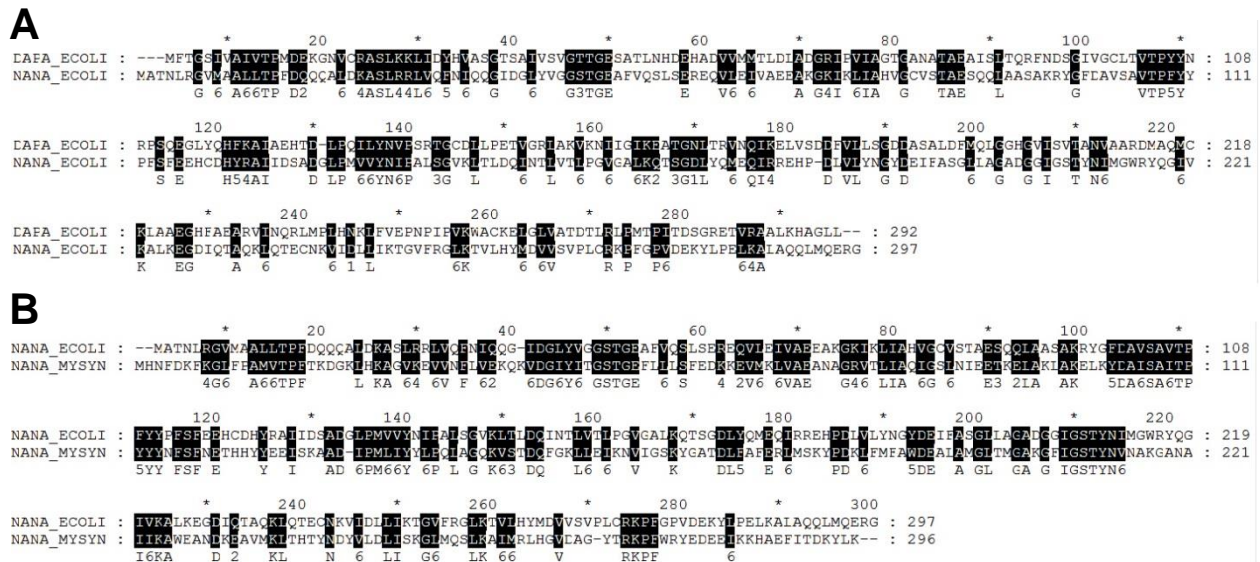 A
* 20 * 40 * 60 * 80 * 100 *
DAPA_ECOLI : ---MFTGSIVAIVTPMDEKGNVCRASLKKLIDYHVASGTSAIVSVGTTGESATLNHDEHADVVMMTLDLADGRIPVIAGTGANATAEAISLTQRFNDSGIVGCLTVTPYYN : 108
NANA_ECOLI : MATNLRGVMAALLTPFDQQQALDKASLRRLVQFNIQQGIDGLYVGGSTGEAFVQSLSEREQVLEIVAEEAKGKIKLIAHVGCVSTAESQQLAASAKRYGFDAVSAVTPFYY : 111
G 6 A66TP D2 6 4ASL44L6 5 6 G 6 G3TGE E V6 6 A G4I 6IA G TAE L G VTP5Y
120 * 140 * 160 * 180 * 200 * 220
DAPA_ECOLI : RPSQEGLYQHFKAIAEHTD-LPQILYNVPSRTGCDLLPETVGRLAKVKNIIGIKEATGNLTRVNQIKELVSDDFVLLSGDDASALDFMQLGGHGVISVTANVAARDMAQMC : 218
NANA_ECOLI : PFSFEEHCDHYRAIIDSADGLPMVVYNIPALSGVKLTLDQINTLVTLPGVGALKQTSGDLYQMEQIRREHP-DLVLYNGYDEIFASGLLAGADGGIGSTYNIMGWRYQGIV : 221
S E H54AI D LP 66YN6P 3G L 6 L 6 6 6K2 3G1L 6 QI4 D VL G D 6 G G I T N6 6
* 240 * 260 * 280 *
DAPA_ECOLI : KLAAEGHFAEARVINQRLMPLHNKLFVEPNPIPVKWACKELGLVATDTLRLPMTPITDSGRETVRAALKHAGLL-- : 292
NANA_ECOLI : KALKEGDIQTAQKLQTECNKVIDLLIKTGVFRGLKTVLHYMDVVSVPLCRKPFGPVDEKYLPELKALAQQLMQERG : 297
K EG A 6 6 1 L 6K 6 6V R P P6 64A
B
* 20 * 40 * 60 * 80 * 100 *
NANA_ECOLI : --MATNLRGVMAALLTPFDQQQALDKASLRRLVQFNIQQG-IDGLYVGGSTGEAFVQSLSEREQVLEIVAEEAKGKIKLIAHVGCVSTAESQQLAASAKRYGFDAVSAVTP : 108
NANA_MYSYN : MHNFDKFKGLFPAMVTPFTKDGKLHKAGVKEVVNFLVEKQKVDGIYITGSTGEFLLLSFEDKKEVMKLVAEANAGRVTLIAQIGSLNIEETKELAKLAKELKYDAISAITP : 111
4G6 A66TPF L KA 64 6V F 62 6DG6Y6 GSTGE 6 S 4 2V6 6VAE G46 LIA 6G 6 E3 2LA AK 5DA6SA6TP
120 * 140 * 160 * 180 * 200 * 220
NANA_ECOLI : FYYPFSFEEHCDHYRAIIDSADGLPMVVYNIPALSGVKLTLDQINTLVTLPGVGALKQTSGDLYQMEQIRREHPDLVLYNGYDEIFASGLLAGADGGIGSTYNIMGWRYQG : 219
NANA_MYSYN : YYYNFSFNETHHYYEEISKAAD-IPMLIYYLPQLAGQKVSTDQFGKLLEIKNVIGSKYGATDLFAFERLMSKYPDKLFMFAWDEALAMGLTMGAKGFIGSTYNVNAKGANA : 221
5YY FSF E Y I AD 6PM66Y 6P L G K63 DQ L66 V K DL5 E 6 PD 6 5DE A GL GA G IGSTYN6
* 240 * 260 * 280 * 300
NANA_ECOLI : IVKALKEGDIQTAQKLQTECNKVIDLLIKTGVFRGLKTVLHYMDVVSVPLCRKPFGPVDEKYLPELKALAQQLMQERG : 297
NANA_MYSYN : IIKAWEANDKEAVMKLTHTYNDYVLDLISKGLMQSLKAIMRLHGVDAG-YTRKPFWRYEDEEIKKHAEFITDKYLK-- : 296
I6KA D 2 KL N 6 LI G6 LK 66 V RKPF 6